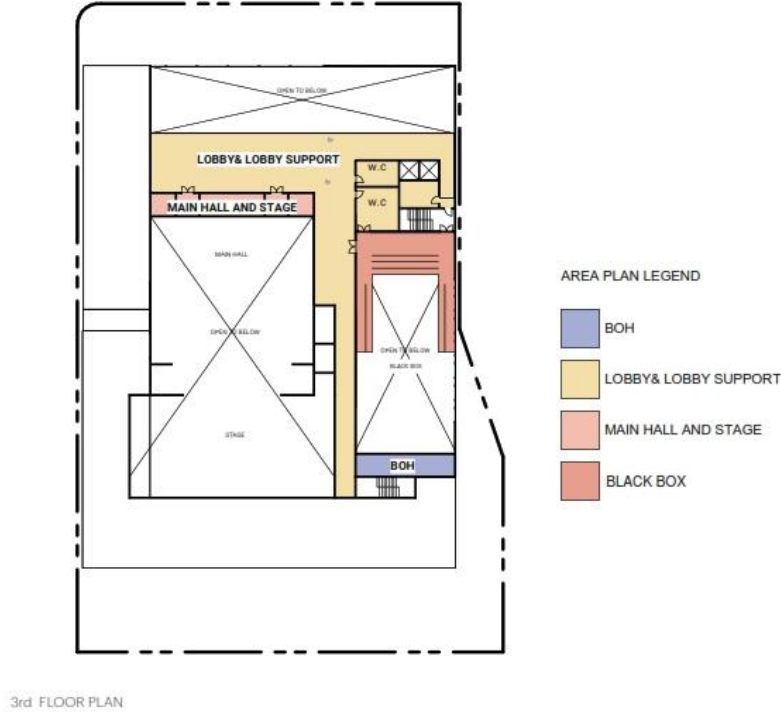 OPEN TO BELOW
LOBBY& LOBBY SUPPORT
W.C
W.C
MAIN HALL AND STAGE
MAIN HALL
OPEN TO BELOW
OPEN TO BELOW
BLACK BOX
STAGE
BOH
AREA PLAN LEGEND
BOH
LOBBY& LOBBY SUPPORT
MAIN HALL AND STAGE
BLACK BOX
3rd FLOOR PLAN